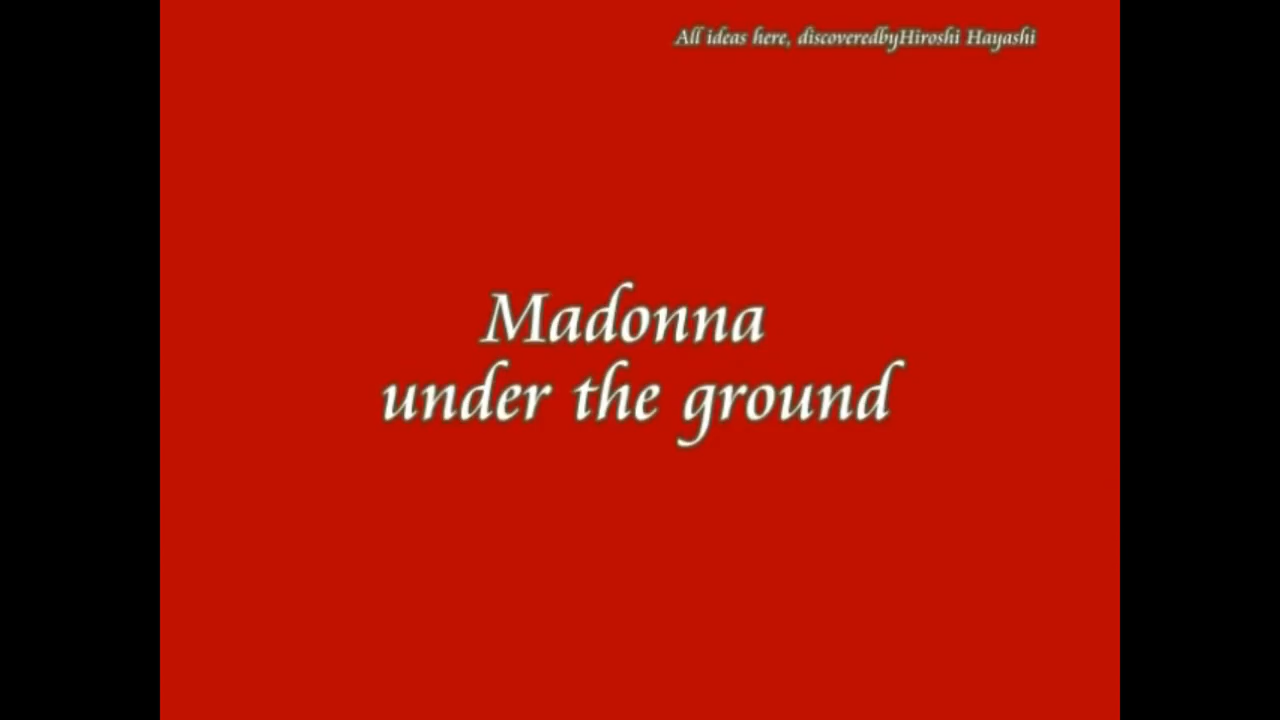 All ideas here, discoveredbyHiroshi Hayashi
Madonna
under the ground